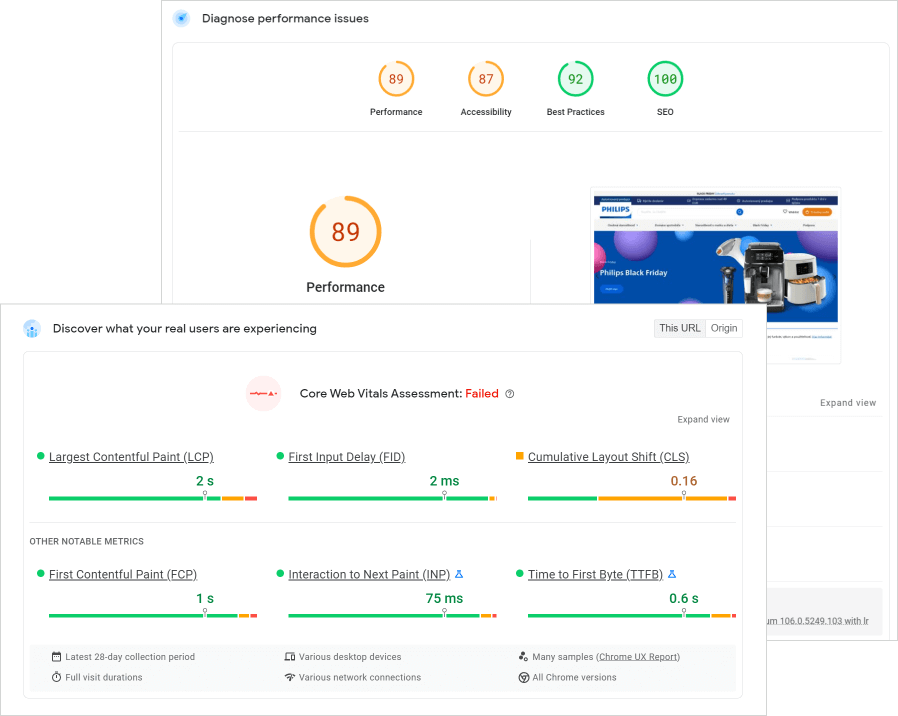 Diagnose performance issues
89
87
92
100
Performance
Accessibility
Best Practices
SEO
89
Performance
PHILIPS
Philips Black Friday
Expand view
um 106.0.5249.103 with lr
Discover what your real users are experiencing
This URL
Origin
Core Web Vitals Assessment: Failed
Expand view
Largest Contentful Paint (LCP)
2 s
First Input Delay (FID)
2 ms
Cumulative Layout Shift (CLS)
0.16
OTHER NOTABLE METRICS
First Contentful Paint (FCP)
1 s
Interaction to Next Paint (INP)
75 ms
Time to First Byte (TTFB)
0.6 s
Latest 28-day collection period
Various desktop devices
Many samples (Chrome UX Report)
Full visit durations
Various network connections
All Chrome versions